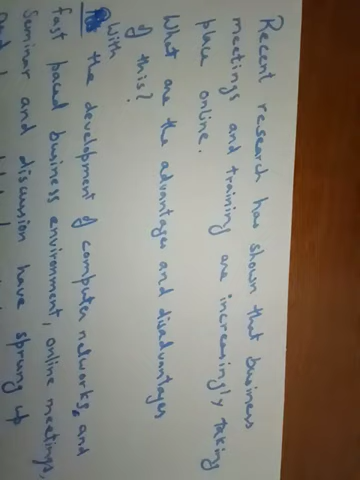 Recent research has shown that business
meetings and training are increasingly taking
place online.
What are the advantages and disadvantages
of this?
With
the development of computer networks, and
fast paced business environment, online meetings,
Seminar and discussion have sprung up